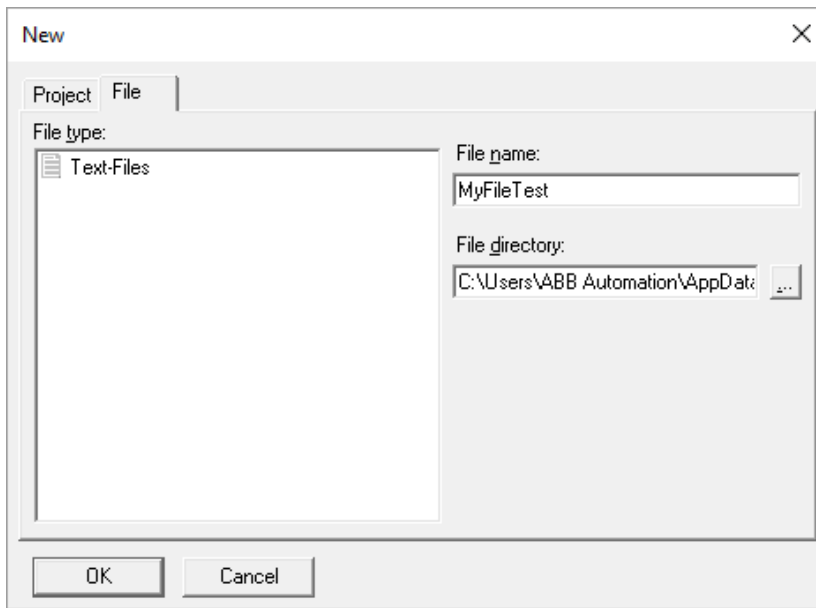 New
Project
File
File type:
Text-Files
File name:
MyFileTest
File directory:
C:\Users\ABB Automation\AppData
...
OK
Cancel